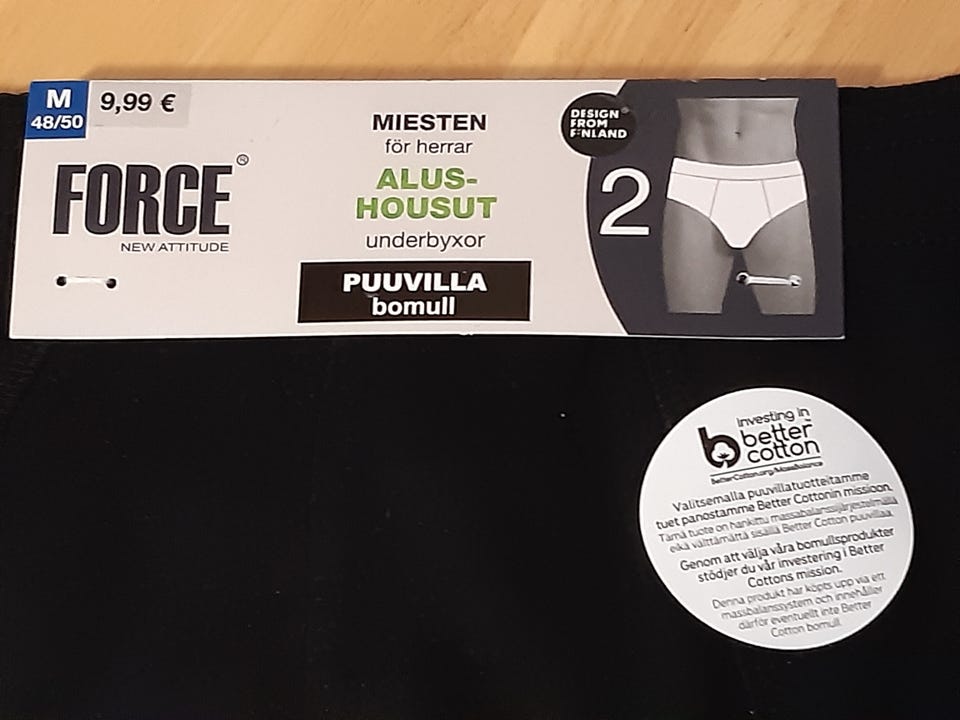 M
48/50
9,99 €
FORCE®
NEW ATTITUDE
MIESTEN
för herrar
ALUS-
HOUSUT
underbyxor
PUUVILLA
bomull
DESIGN
FROM
FINLAND
2
investing in
better
cotton
betterCotton.org/MassBalance
Valitsemalla puuvillatuotteitamme
tuet panostamme Better Cottonin missioon.
Tämä tuote on hankittu massabalanssijärjestelmällä
eikä välttämättä sisällä Better Cotton puuvillaa.
Genom att välja våra bomullsprodukter
stödjer du vår investering i Better
Cottons mission.
Denna produkt har köpts upp via ett
massbalanssystem och innehåller
därför eventuellt inte Better
Cotton bomull.